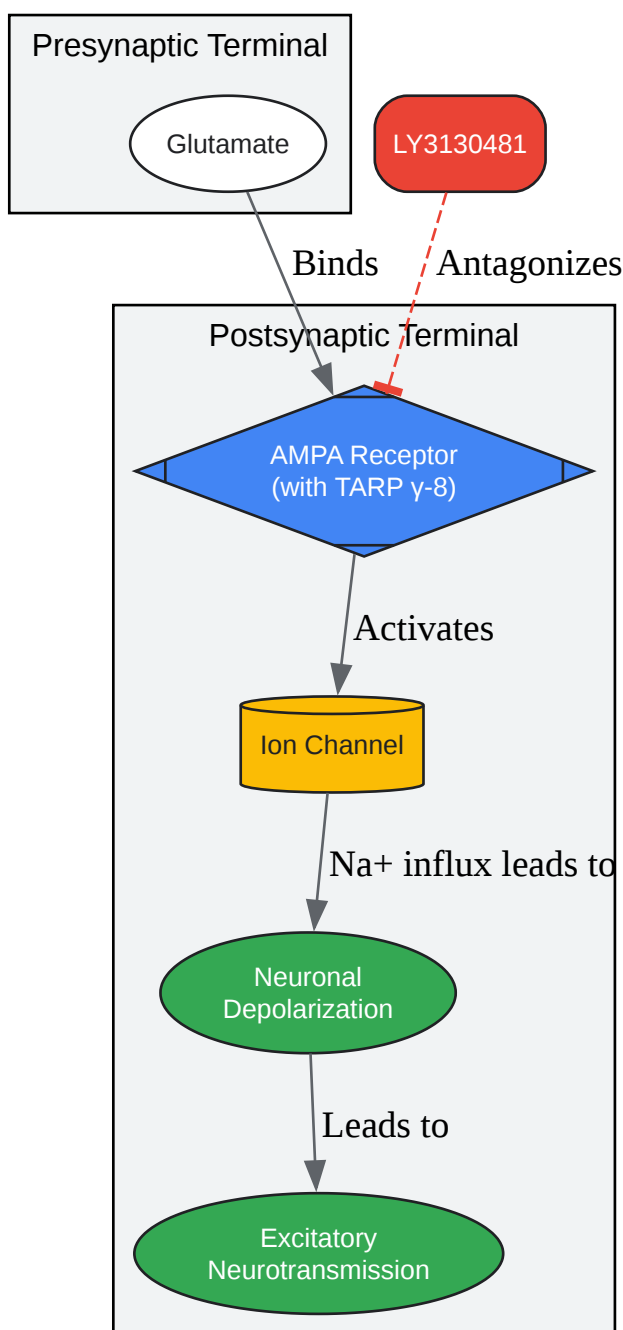 Presynaptic Terminal
Glutamate
LY3130481
Binds
Antagonizes
Postsynaptic Terminal
AMPA Receptor
(with TARP γ-8)
Activates
Ion Channel
Na+ influx leads to
Neuronal
Depolarization
Leads to
Excitatory
Neurotransmission